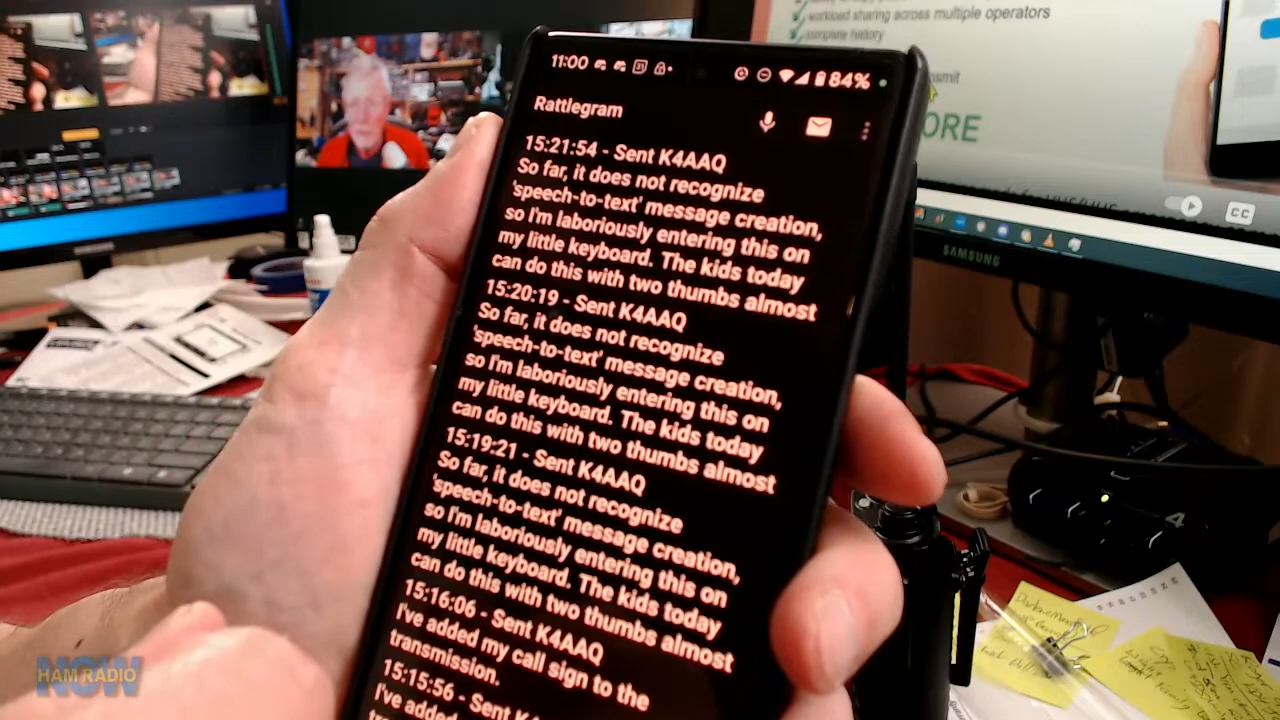 workload sharing across multiple operators
complete history
ORE
11:00
84%
Rattlegram
15:21:54 - Sent K4AAQ
So far, it does not recognize
'speech-to-text' message creation,
so I'm laboriously entering this on
my little keyboard. The kids today
can do this with two thumbs almost
15:20:19 - Sent K4AAQ
So far, it does not recognize
'speech-to-text' message creation,
so I'm laboriously entering this on
my little keyboard. The kids today
can do this with two thumbs almost
15:19:21 - Sent K4AAQ
So far, it does not recognize
'speech-to-text' message creation,
so I'm laboriously entering this on
my little keyboard. The kids today
can do this with two thumbs almost
15:16:06 - Sent K4AAQ
I've added my call sign to the
transmission.
15:15:56 - Sent
I've added
CC
SAMSUNG
4
NOW
HAM RADIO